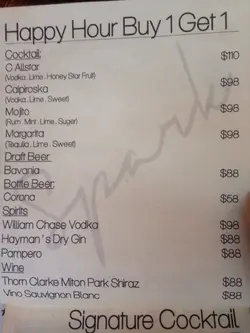 Happy Hour Buy 1 Get 1
Cocktail:
C Allstar $110
(Vodka . Lime . Honey Star Fruit)
Caipiroska $98
(Vodka . Lime . Sweet)
Mojito $98
(Rum . Mint . Lime . Suger)
Margarita $98
(Tequila . Lime . Sweet)
Draft Beer
Bavaria $88
Bottle Beer
Corona $58
Spirits
William Chase Vodka $98
Hayman's Dry Gin $88
Pampero $88
Wine
Thorn Clarke Milton Park Shiraz $88
Vino Sauvignon Blanc $88
Spark
Signature Cocktail